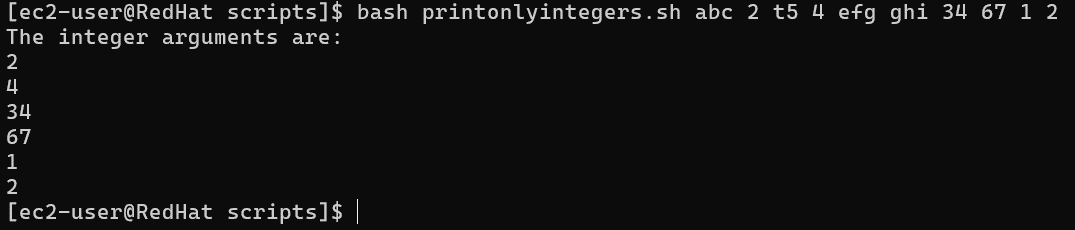 [ec2-user@RedHat scripts]$ bash printonlyintegers.sh abc 2 t5 4 efg ghi 34 67 1 2
The integer arguments are:
2
4
34
67
1
2
[ec2-user@RedHat scripts]$